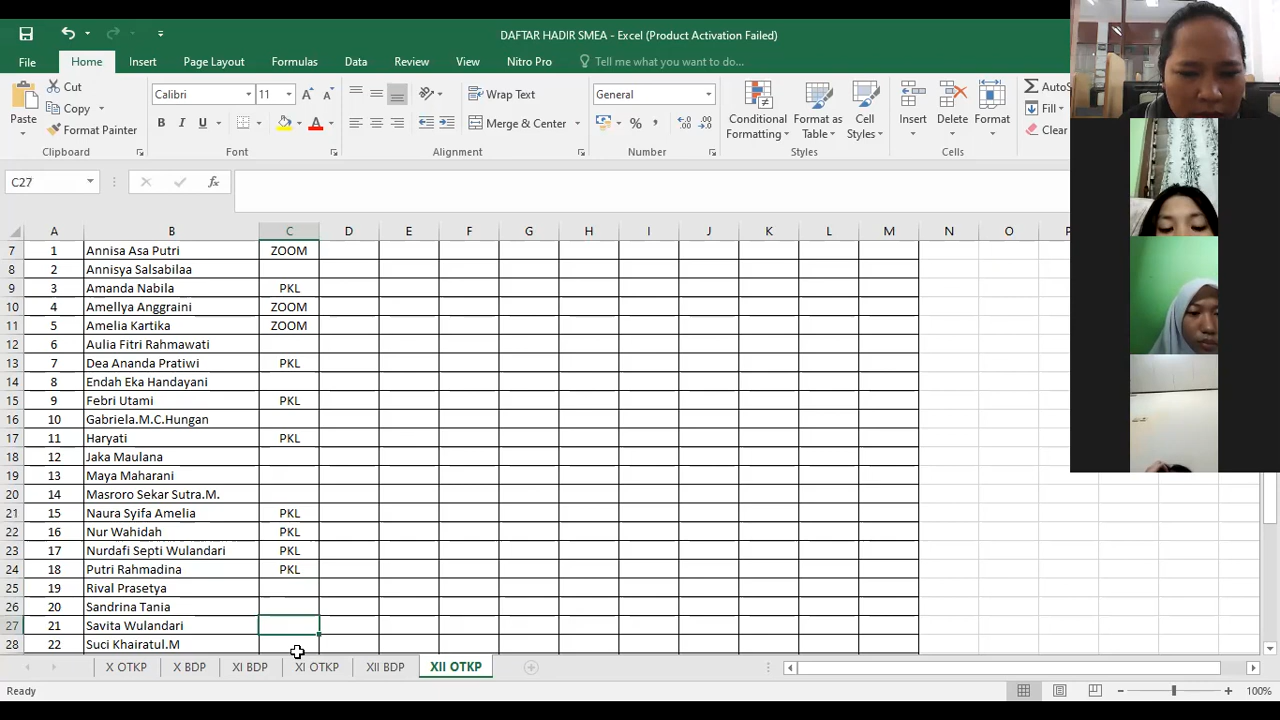 DAFTAR HADIR SMEA - Excel (Product Activation Failed)
File Home Insert Page Layout Formulas Data Review View Nitro Pro Tell me what you want to do...
Paste
Cut
Copy
Format Painter
Clipboard
Calibri 11
B I U
Font
Wrap Text
Merge & Center
Alignment
General
%
Number
Conditional Formatting
Format as Table
Cell Styles
Styles
Insert Delete Format
Cells
AutoS
Fill
Clear
C27 fx
A B C D E F G H I J K L M N O
7 1 Annisa Asa Putri ZOOM
8 2 Annisya Salsabilaa
9 3 Amanda Nabila PKL
10 4 Amellya Anggraini ZOOM
11 5 Amelia Kartika ZOOM
12 6 Aulia Fitri Rahmawati
13 7 Dea Ananda Pratiwi PKL
14 8 Endah Eka Handayani
15 9 Febri Utami PKL
16 10 Gabriela.M.C.Hungan
17 11 Haryati PKL
18 12 Jaka Maulana
19 13 Maya Maharani
20 14 Masroro Sekar Sutra.M.
21 15 Naura Syifa Amelia PKL
22 16 Nur Wahidah PKL
23 17 Nurdafi Septi Wulandari PKL
24 18 Putri Rahmadina PKL
25 19 Rival Prasetya
26 20 Sandrina Tania
27 21 Savita Wulandari
28 22 Suci Khairatul.M
X OTKP X BDP XI BDP XI OTKP XII BDP XII OTKP
Ready 100%